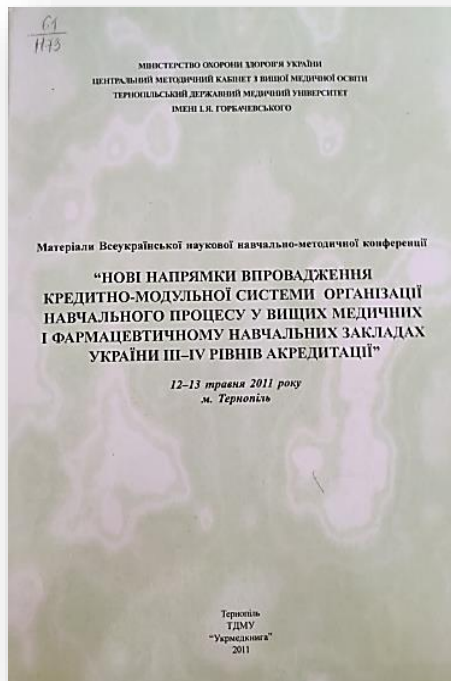 61
Н73
МІНІСТЕРСТВО ОХОРОНИ ЗДОРОВ'Я УКРАЇНИ
ЦЕНТРАЛЬНИЙ МЕТОДИЧНИЙ КАБІНЕТ З ВИЩОЇ МЕДИЧНОЇ ОСВІТИ
ТЕРНОПІЛЬСЬКИЙ ДЕРЖАВНИЙ МЕДИЧНИЙ УНІВЕРСИТЕТ
ІМЕНІ І.Я. ГОРБАЧЕВСЬКОГО
Матеріали Всеукраїнської наукової навчально-методичної конференції
“НОВІ НАПРЯМКИ ВПРОВАДЖЕННЯ
КРЕДИТНО-МОДУЛЬНОЇ СИСТЕМИ ОРГАНІЗАЦІЇ
НАВЧАЛЬНОГО ПРОЦЕСУ У ВИЩИХ МЕДИЧНИХ
І ФАРМАЦЕВТИЧНОМУ НАВЧАЛЬНИХ ЗАКЛАДАХ
УКРАЇНИ III–IV РІВНІВ АКРЕДИТАЦІЇ”
12–13 травня 2011 року
м. Тернопіль
Тернопіль
ТДМУ
“Укрмедкнига”
2011